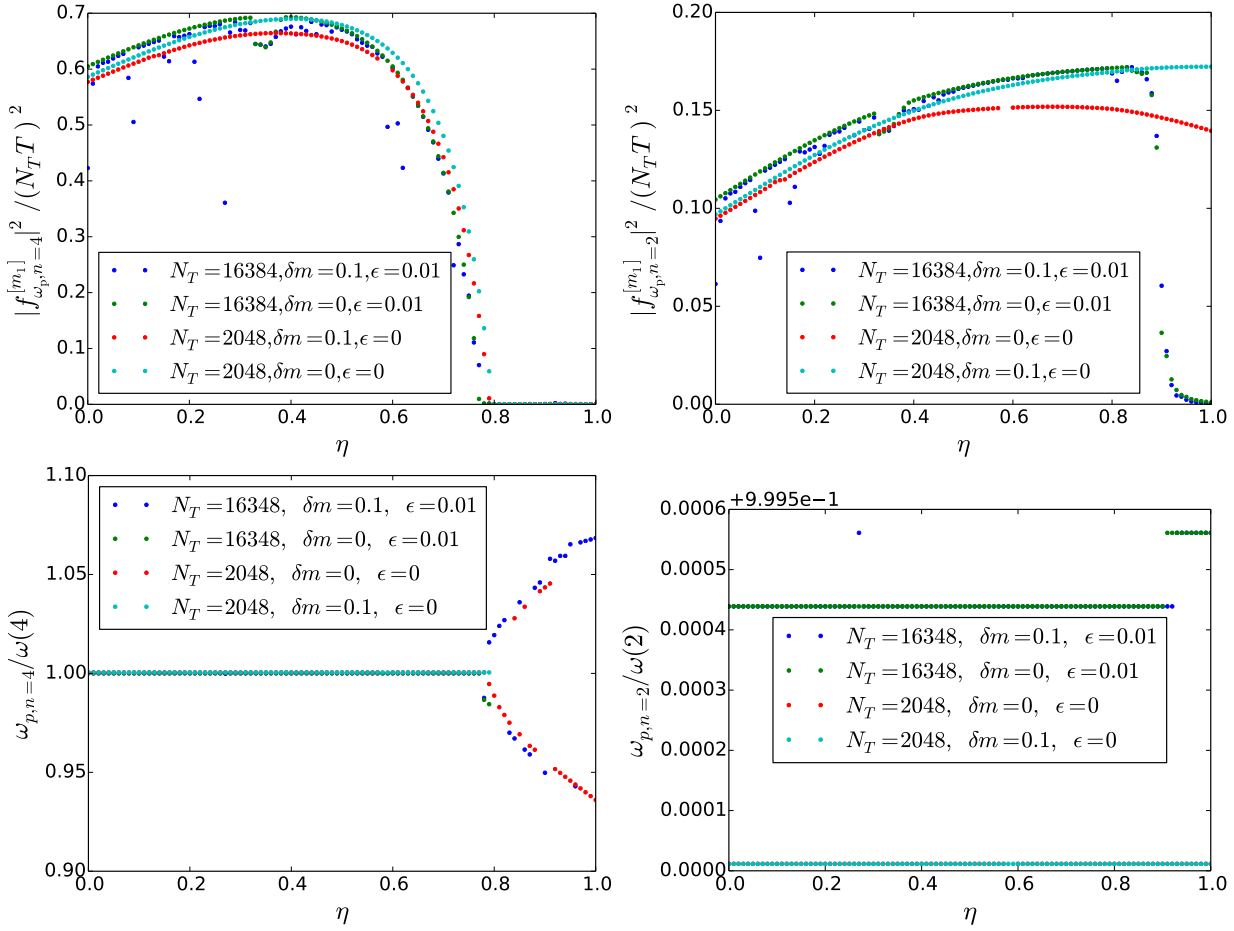 0.7
0.6
0.5
0.4
0.3
0.2
0.1
0.0
|f^{[m_1]}_{ω_p,n=4}|^2 /(N_T T)^2
N_T=16384,δm=0.1,ϵ=0.01
N_T=16384,δm=0,ϵ=0.01
N_T=2048,δm=0.1,ϵ=0
N_T=2048,δm=0,ϵ=0
0.0 0.2 0.4 0.6 0.8 1.0
η
0.20
0.15
0.10
0.05
0.00
|f^{[m_1]}_{ω_p,n=2}|^2 /(N_T T)^2
N_T=16384,δm=0.1,ϵ=0.01
N_T=16384,δm=0,ϵ=0.01
N_T=2048,δm=0,ϵ=0
N_T=2048,δm=0.1,ϵ=0
0.0 0.2 0.4 0.6 0.8 1.0
η
1.10
1.05
1.00
0.95
0.90
ω_{p,n=4}/ω(4)
N_T=16348, δm=0.1, ϵ=0.01
N_T=16348, δm=0, ϵ=0.01
N_T=2048, δm=0, ϵ=0
N_T=2048, δm=0.1, ϵ=0
0.0 0.2 0.4 0.6 0.8 1.0
η
+9.995e−1
0.0006
0.0005
0.0004
0.0003
0.0002
0.0001
0.0000
ω_{p,n=2}/ω(2)
N_T=16348, δm=0.1, ϵ=0.01
N_T=16348, δm=0, ϵ=0.01
N_T=2048, δm=0, ϵ=0
N_T=2048, δm=0.1, ϵ=0
0.0 0.2 0.4 0.6 0.8 1.0
η